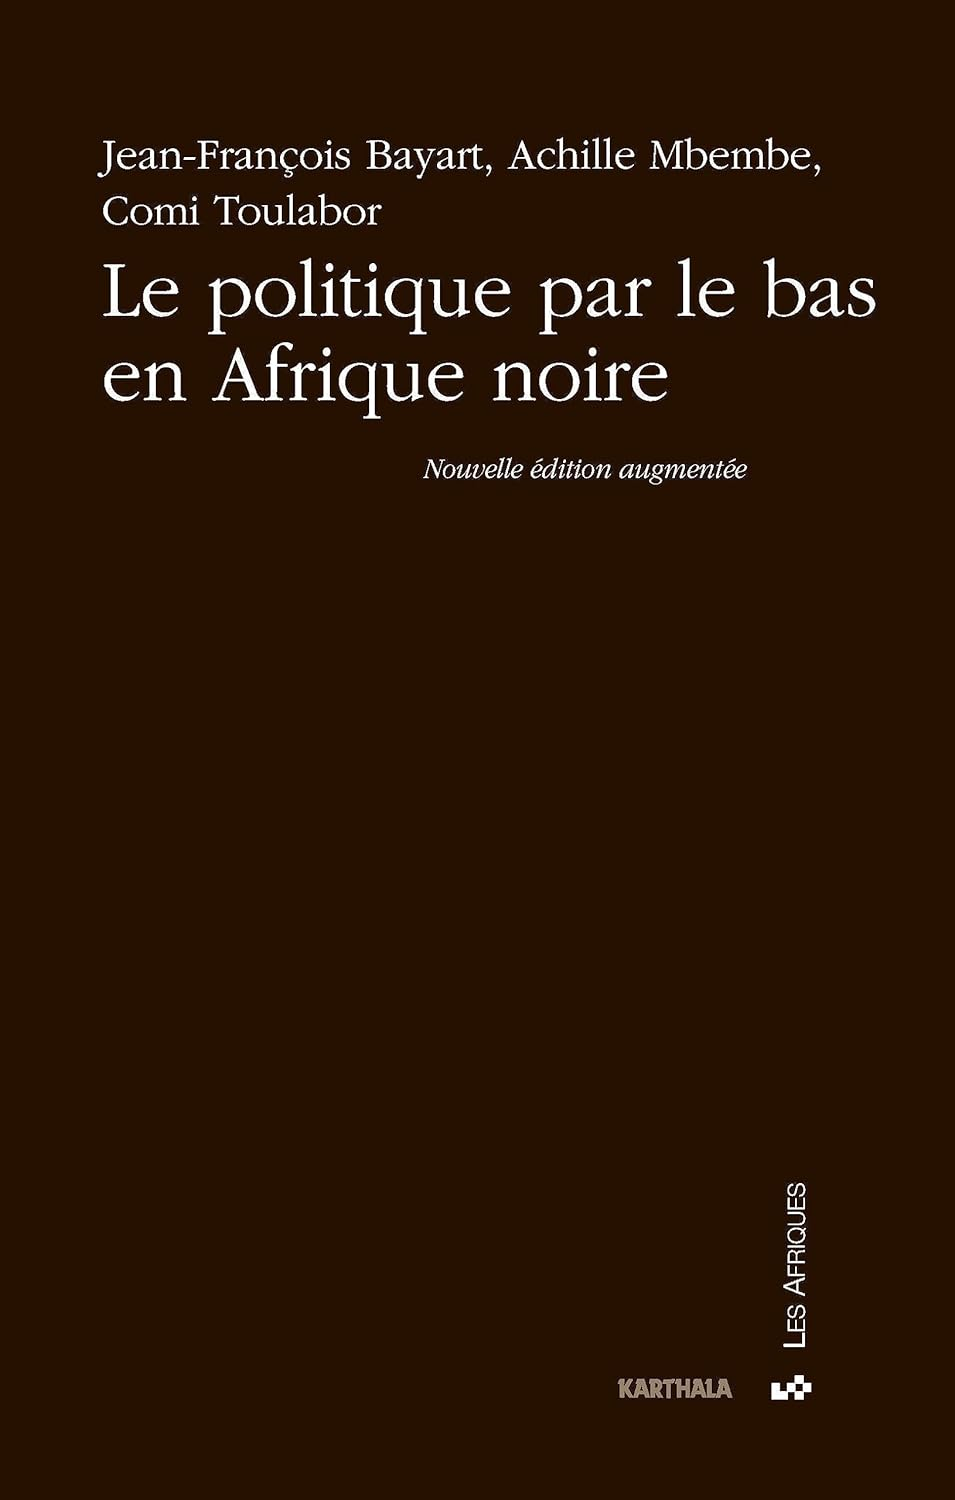 Jean-François Bayart, Achille Mbembe,
Comi Toulabor
Le politique par le bas
en Afrique noire
Nouvelle édition augmentée
LES AFRIQUES
KARTHALA